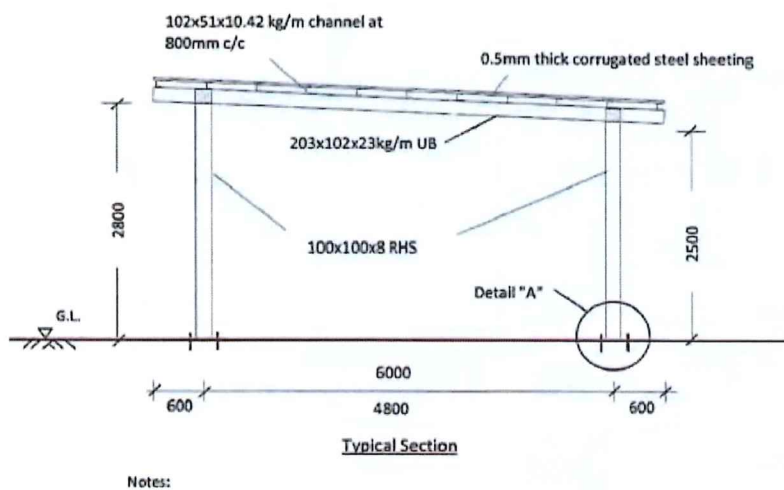 102x51x10.42 kg/m channel at
800mm c/c
0.5mm thick corrugated steel sheeting
203x102x23kg/m UB
2800
100x100x8 RHS
2500
Detail "A"
G.L.
6000
600
4800
600
Typical Section
Notes: